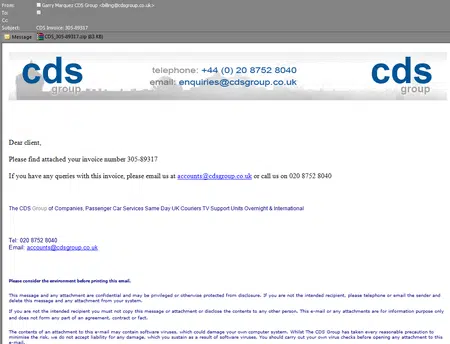 From: Garry Marquez CDS Group <billing@cdsgroup.co.uk>
To:
Cc:
Subject: CDS Invoice: 305-89317
Message CDS_305-89317.zip (83 KB)
cds group
telephone: +44 (0) 20 8752 8040
email: enquiries@cdsgroup.co.uk
cds group
Dear client,
Please find attached your invoice number 305-89317
If you have any queries with this invoice, please email us at accounts@cdsgroup.co.uk or call us on 020 8752 8040
The CDS Group of Companies, Passenger Car Services Same Day UK Couriers TV Support Units Overnight & International
Tel: 020 8752 8040
Email: accounts@cdsgroup.co.uk
Please consider the environment before printing this email.
This message and any attachment are confidential and may be privileged or otherwise protected from disclosure. If you are not the intended recipient, please telephone or email the sender and
delete this message and any attachment from your system.
If you are not the intended recipient you must not copy this message or attachment or disclose the contents to any other person. This e-mail or any attachments are for information purpose only
and does not form any part of an agreement, contract or fact.
The contents of an attachment to this e-mail may contain software viruses, which could damage your own computer system. Whilst The CDS Group has taken every reasonable precaution to
minimise the risk, we do not accept liability for any damage, which you sustain as a result of software viruses. You should carry out your own virus checks before opening any attachment to
this e-mail.